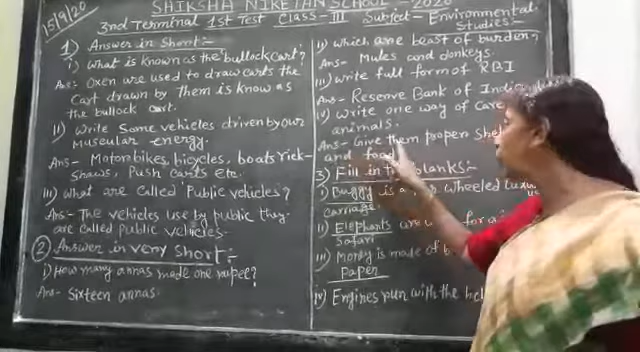 SHIKSHA NIKETAN SCHOOL - 2020
15/9/20
3nd Terminal 1st Test Class - III Subject - Environmental
Studies :-
1) Answer in Short :-
i) What is known as the bullock cart?
Ans :- Oxen are used to draw carts the
Cart drawn by them is know as
the bullock cart.
II) Write Some vehicles driven by our
Muscular energy.
Ans :- Motor bikes, bicycles, boats rick-
Shaws, Push carts etc.
III) What are called 'Public vehicles?
Ans :- The vehicles use by public they
are called public vehicles.
2 Answer in very short :-
i) How many annas made one rupee?
Ans - Sixteen annas.
II) Which are beast of burden?
Ans - Mules and donkeys.
III) Write full form of RBI
Ans - Reserve Bank of
IV) Write one way of
animals.
Ans - Give them propers
and food
3) Fill in blanks :-
i) Buggy is a wheeled
carriage
II) Elephants
Safari
III) Money is made of
Paper
IV) Engines run with the